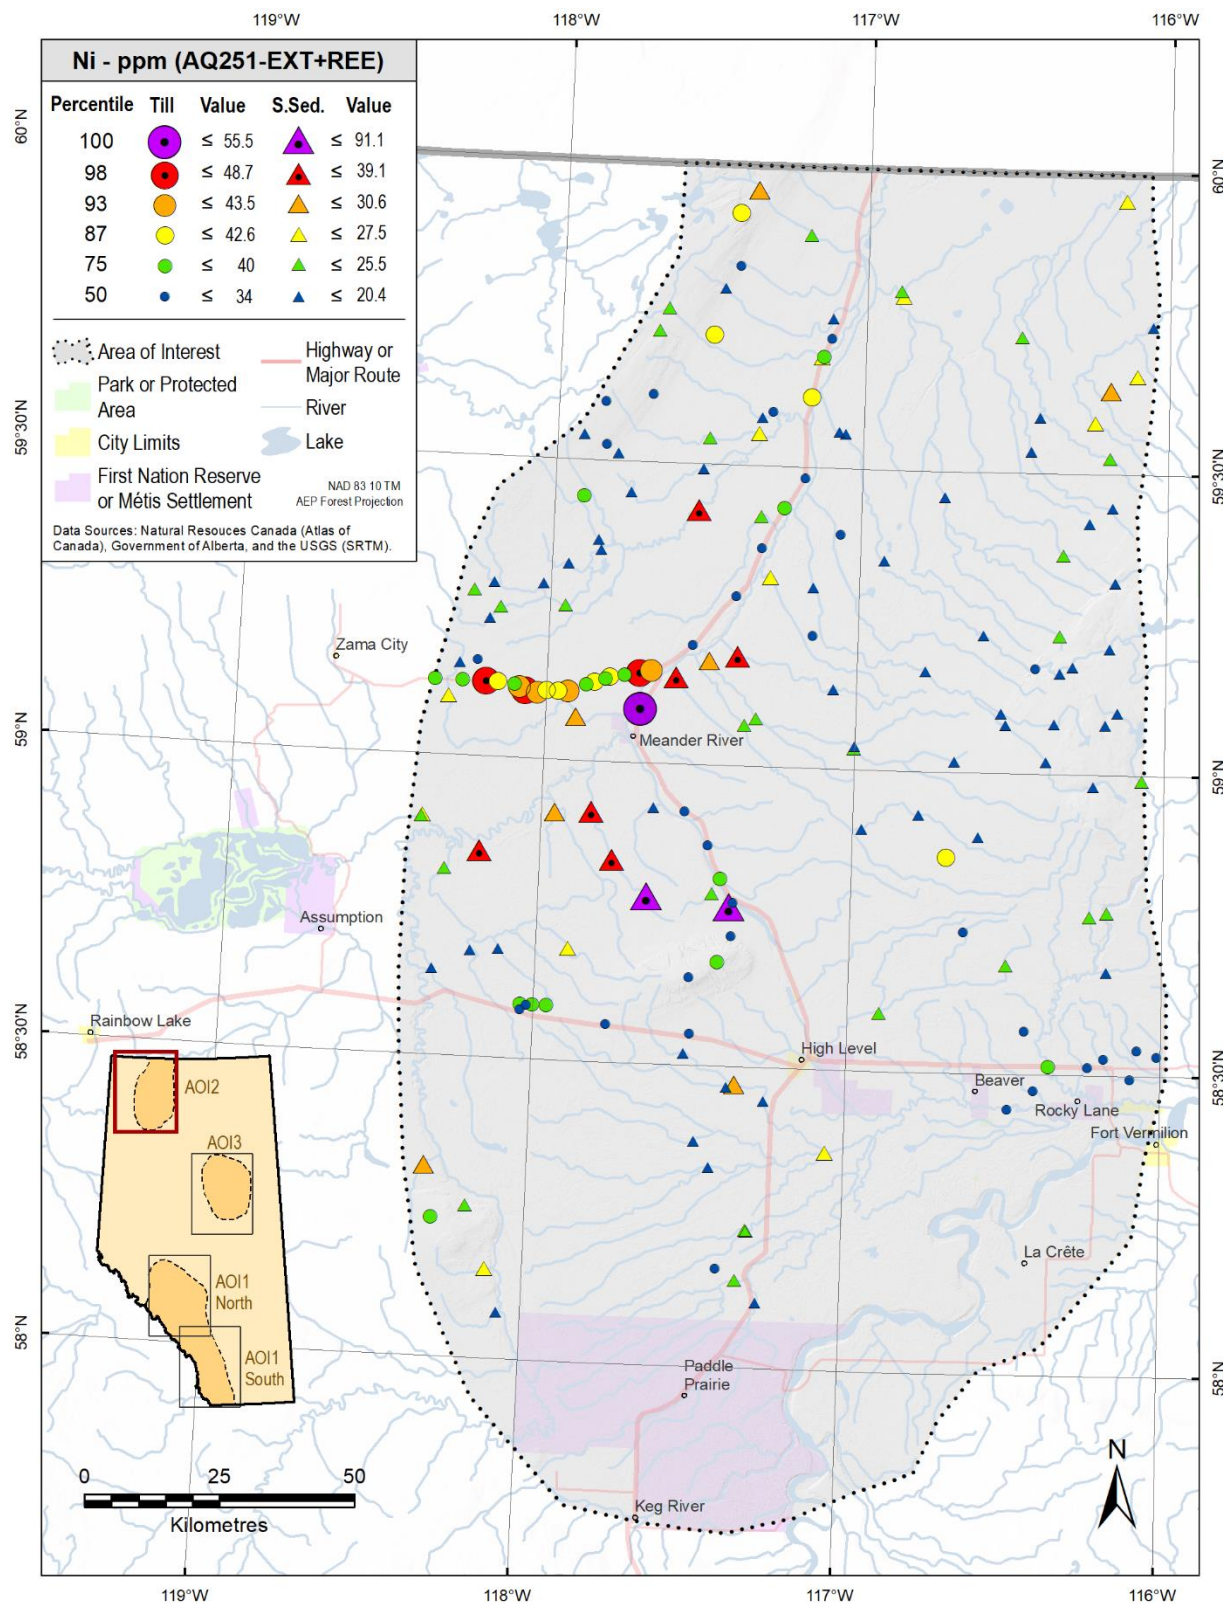 119°W 118°W 117°W 116°W
Ni - ppm (AQ251-EXT+REE)
Percentile Till Value S.Sed. Value
100 ≤ 55.5 ≤ 91.1
98 ≤ 48.7 ≤ 39.1
93 ≤ 43.5 ≤ 30.6
87 ≤ 42.6 ≤ 27.5
75 ≤ 40 ≤ 25.5
50 ≤ 34 ≤ 20.4
Area of Interest
Park or Protected
Area
City Limits
First Nation Reserve
or Métis Settlement
Highway or
Major Route
River
Lake
NAD 83 10 TM
AEP Forest Projection
Data Sources: Natural Resouces Canada (Atlas of
Canada), Government of Alberta, and the USGS (SRTM).
60°N
60°N
59°30'N
59°30'N
Zama City
59°N
Meander River
59°N
Assumption
58°30'N
Rainbow Lake
High Level
58°30'N
Beaver
Rocky Lane
Fort Vermilion
AOI2
AOI3
AOI1
North
AOI1
South
La Crête
58°N
58°N
Paddle
Prairie
Keg River
0 25 50
Kilometres
N
119°W 118°W 117°W 116°W